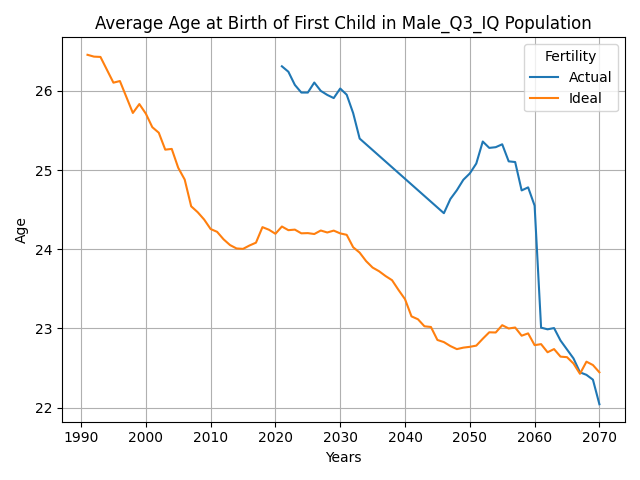 Average Age at Birth of First Child in Male_Q3_IQ Population
Fertility
Actual
Ideal
Age
26
25
24
23
22
1990
2000
2010
2020
2030
2040
2050
2060
2070
Years